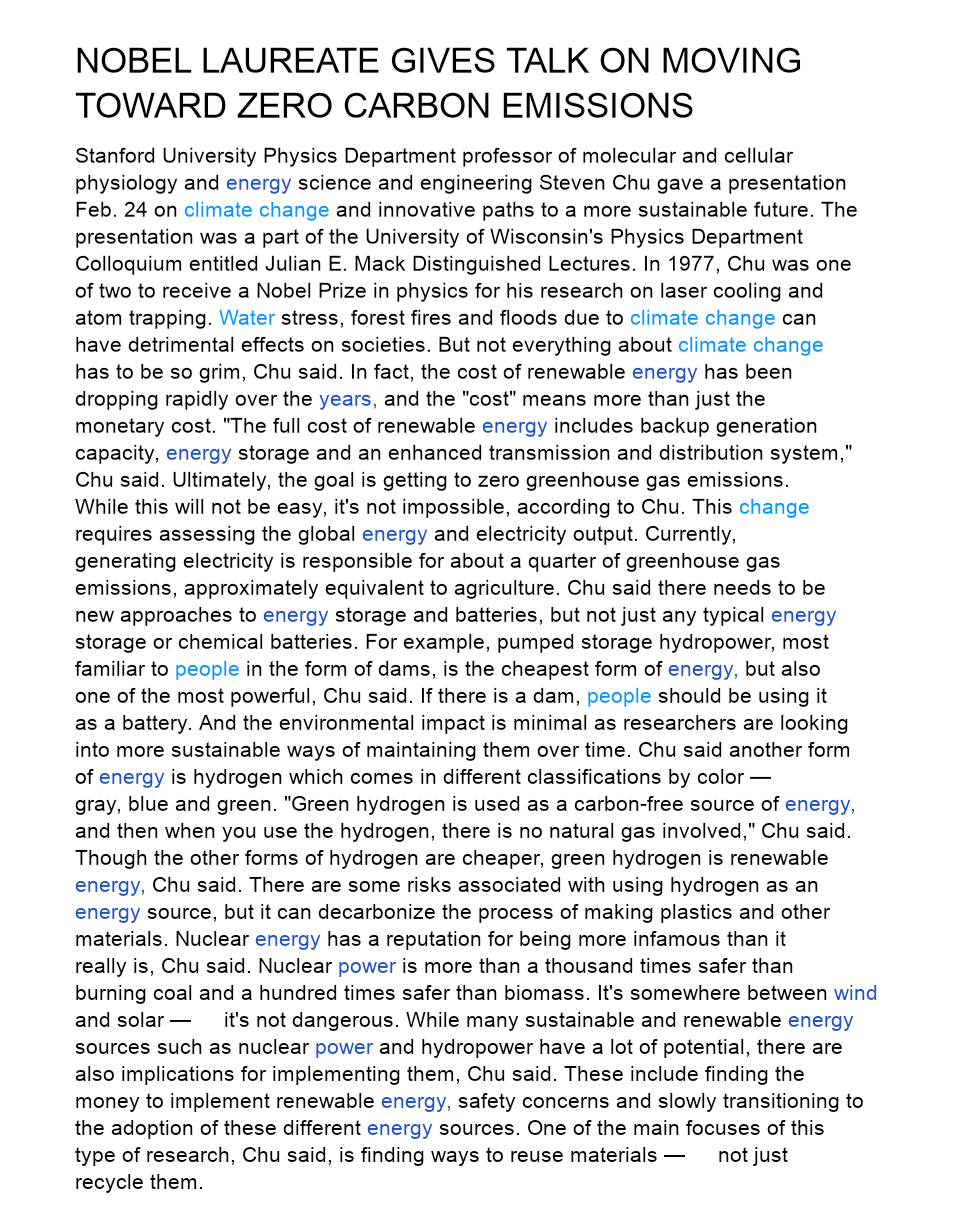 NOBEL LAUREATE GIVES TALK ON MOVING
TOWARD ZERO CARBON EMISSIONS
Stanford University Physics Department professor of molecular and cellular
physiology and energy science and engineering Steven Chu gave a presentation
Feb. 24 on climate change and innovative paths to a more sustainable future. The
presentation was a part of the University of Wisconsin's Physics Department
Colloquium entitled Julian E. Mack Distinguished Lectures. In 1977, Chu was one
of two to receive a Nobel Prize in physics for his research on laser cooling and
atom trapping. Water stress, forest fires and floods due to climate change can
have detrimental effects on societies. But not everything about climate change
has to be so grim, Chu said. In fact, the cost of renewable energy has been
dropping rapidly over the years, and the "cost" means more than just the
monetary cost. "The full cost of renewable energy includes backup generation
capacity, energy storage and an enhanced transmission and distribution system,"
Chu said. Ultimately, the goal is getting to zero greenhouse gas emissions.
While this will not be easy, it's not impossible, according to Chu. This change
requires assessing the global energy and electricity output. Currently,
generating electricity is responsible for about a quarter of greenhouse gas
emissions, approximately equivalent to agriculture. Chu said there needs to be
new approaches to energy storage and batteries, but not just any typical energy
storage or chemical batteries. For example, pumped storage hydropower, most
familiar to people in the form of dams, is the cheapest form of energy, but also
one of the most powerful, Chu said. If there is a dam, people should be using it
as a battery. And the environmental impact is minimal as researchers are looking
into more sustainable ways of maintaining them over time. Chu said another form
of energy is hydrogen which comes in different classifications by color —
gray, blue and green. "Green hydrogen is used as a carbon-free source of energy,
and then when you use the hydrogen, there is no natural gas involved," Chu said.
Though the other forms of hydrogen are cheaper, green hydrogen is renewable
energy, Chu said. There are some risks associated with using hydrogen as an
energy source, but it can decarbonize the process of making plastics and other
materials. Nuclear energy has a reputation for being more infamous than it
really is, Chu said. Nuclear power is more than a thousand times safer than
burning coal and a hundred times safer than biomass. It's somewhere between wind
and solar — it's not dangerous. While many sustainable and renewable energy
sources such as nuclear power and hydropower have a lot of potential, there are
also implications for implementing them, Chu said. These include finding the
money to implement renewable energy, safety concerns and slowly transitioning to
the adoption of these different energy sources. One of the main focuses of this
type of research, Chu said, is finding ways to reuse materials — not just
recycle them.